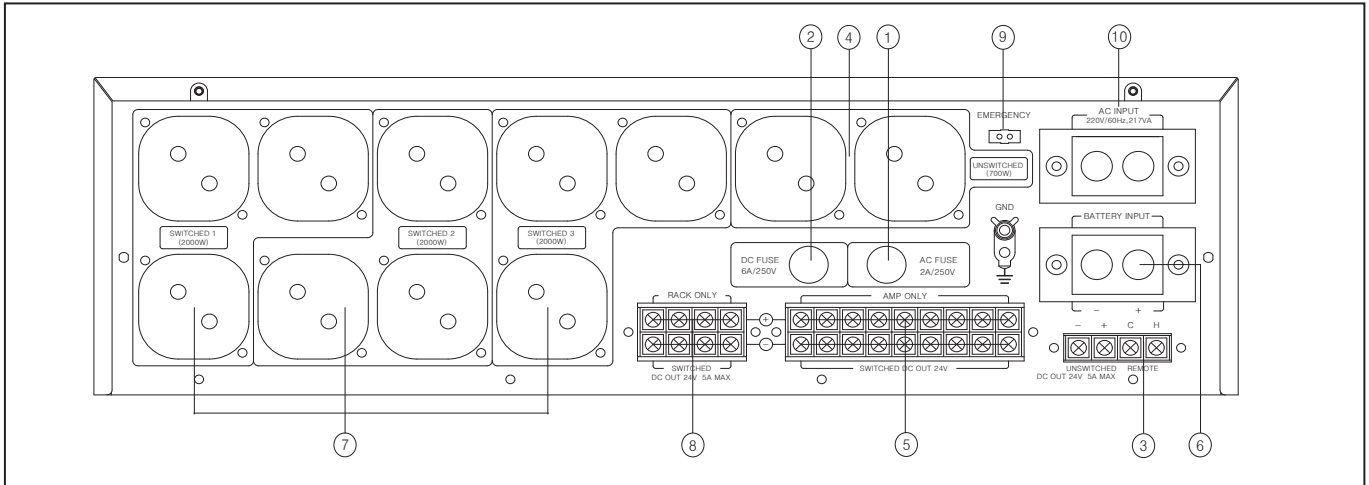 2 4 1 9 10
AC INPUT
220V/60Hz,217VA
EMERGENCY
UNSWITCHED
(700W)
GND
SWITCHED 1
(2000W)
SWITCHED 2
(2000W)
SWITCHED 3
(2000W)
BATTERY INPUT
- +
DC FUSE
6A/250V
AC FUSE
2A/250V
RACK ONLY
+
-
SWITCHED
DC OUT 24V 5A MAX
AMP ONLY
SWITCHED DC OUT 24V
- + C H
UNSWITCHED REMOTE
DC OUT 24V 5A MAX
7 8 5 3 6